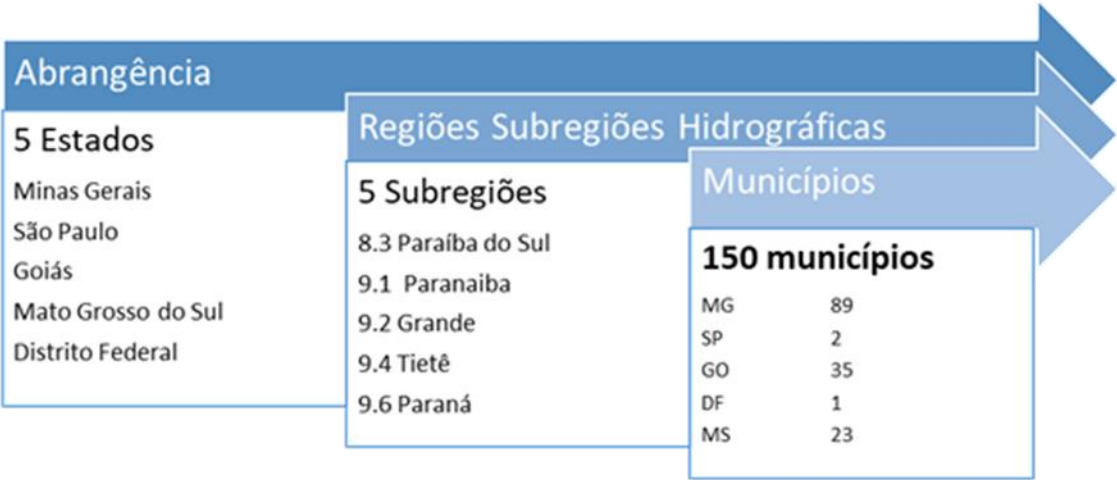 Abrangência
5 Estados
Minas Gerais
São Paulo
Goiás
Mato Grosso do Sul
Distrito Federal
Regiões Subregiões Hidrográficas
5 Subregiões
8.3 Paraíba do Sul
9.1 Paranaiba
9.2 Grande
9.4 Tietê
9.6 Paraná
Municípios
150 municípios
MG 89
SP 2
GO 35
DF 1
MS 23